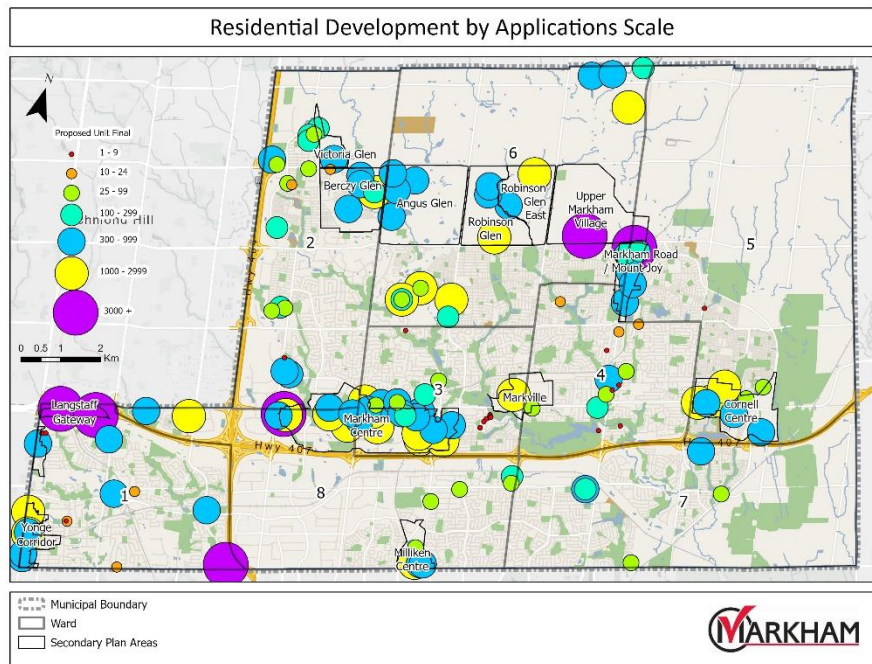 Residential Development by Applications Scale
N
Proposed Unit Final
1 - 9
10 - 24
25 - 99
100 - 299
300 - 999
1000 - 2999
3000 +
0 0.5 1 2
Km
Victoria Glen
Berczy Glen
Angus Glen
Robinson
Glen
Robinson
Glen
East
Upper
Markham
Village
Markham Road
/ Mount Joy
6
2
5
Langstaff
Gateway
Markham
Centre
3
Markville
4
Cornell
Centre
Hwy 407
407
1
8
7
Yonge
Corridor
Milliken
Centre
Municipal Boundary
Ward
Secondary Plan Areas
MARKHAM